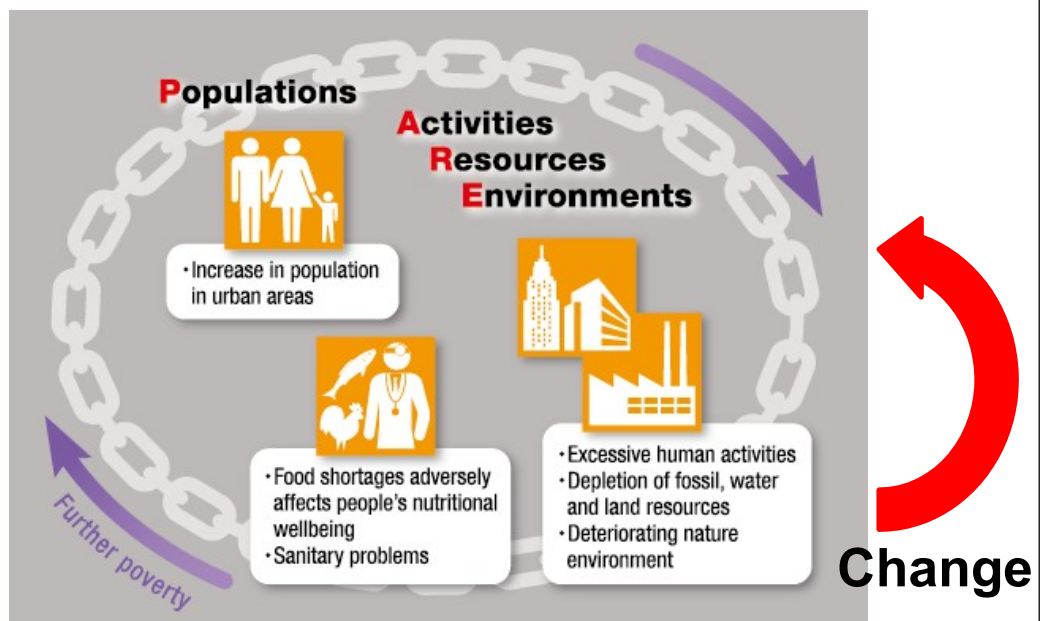 Populations
Activities
Resources
Environments
・Increase in population
in urban areas
・Food shortages adversely
affects people's nutritional
wellbeing
・Sanitary problems
・Excessive human activities
・Depletion of fossil, water
and land resources
・Deteriorating nature
environment
Further poverty
Change